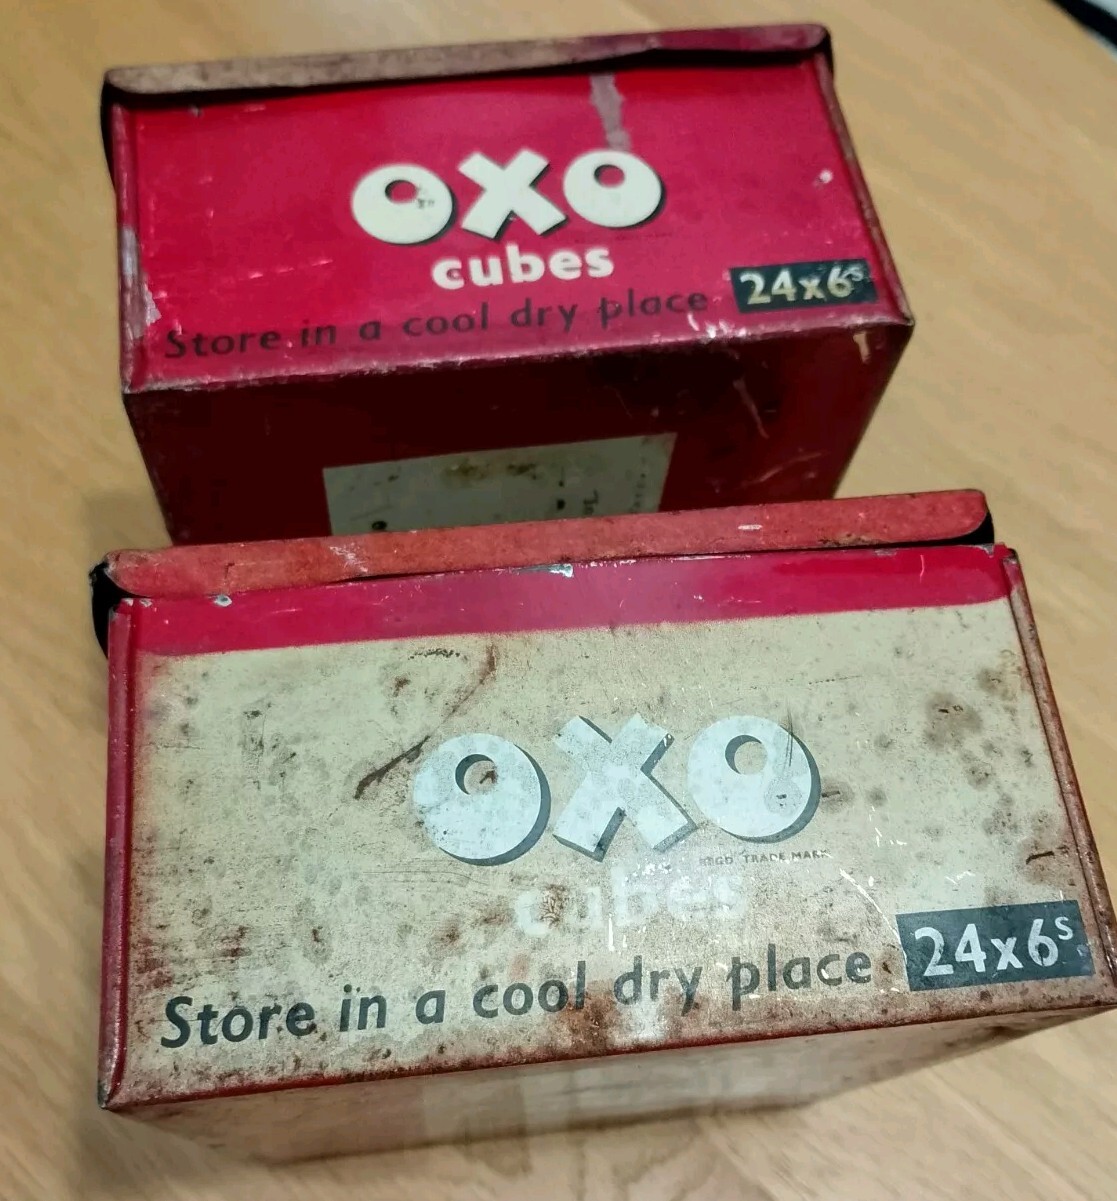 OXO
cubes
Store in a cool dry place
24x6s
OXO
REGD TRADE MARK
cubes
Store in a cool dry place
24x6s